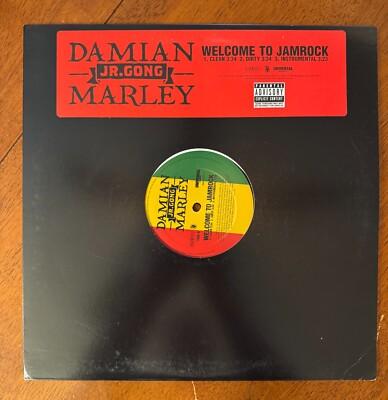 DAMIAN
JR.GONG
MARLEY
WELCOME TO JAMROCK
1. CLEAN 3:34 2. DIRTY 3:34 3. INSTRUMENTAL 3:23
UNIVERSAL
PARENTAL
ADVISORY
EXPLICIT CONTENT
DAMIAN
JR.GONG
MARLEY
WELCOME TO JAMROCK